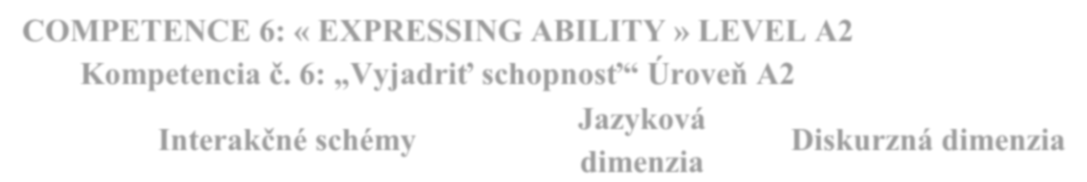 COMPETENCE 6: « EXPRESSING ABILITY » LEVEL A2
Kompetencia č. 6: „Vyjadriť schopnosť“ Úroveň A2
Interakčné schémy
Jazyková
dimenzia
Diskurzná dimenzia